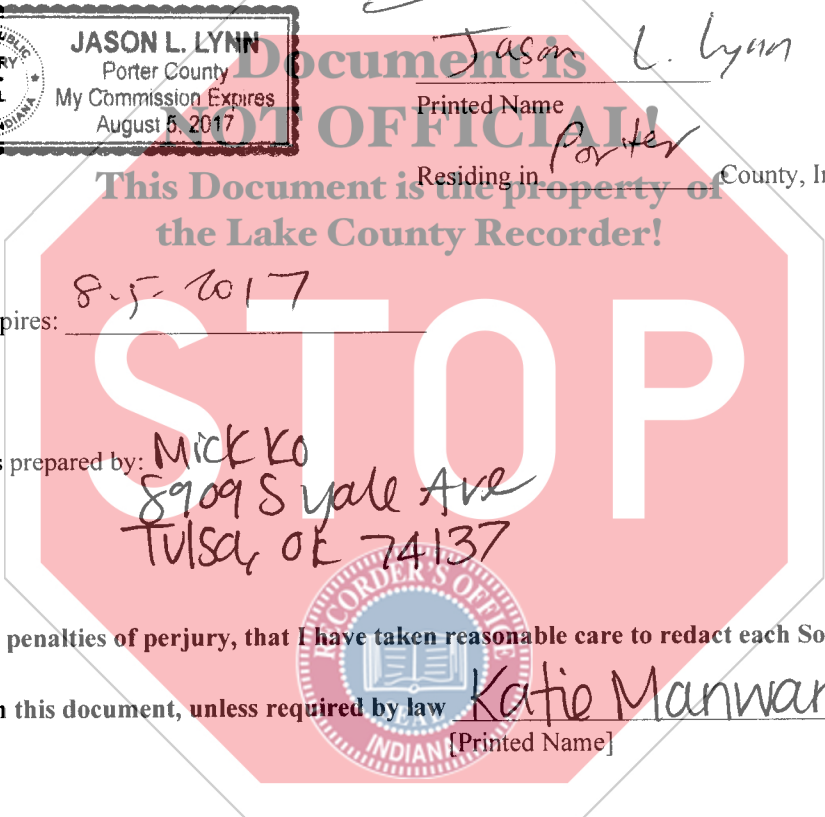 JASON L. LYNN
Porter County
My Commission Expires
August 5, 2017
INDIANA
Jason L. Lynn
Printed Name
Residing in Porter County, In
Document is
NOT OFFICIAL!
This Document is the property of
the Lake County Recorder!
pires: 8-5-2017
STOP
s prepared by: Mick Ko
8909 S Yale Ave
Tulsa, OK 74137
penalties of perjury, that I have taken reasonable care to redact each So
n this document, unless required by law Katie Manwar
[Printed Name]
RECORDER'S OFFICE
INDIANA